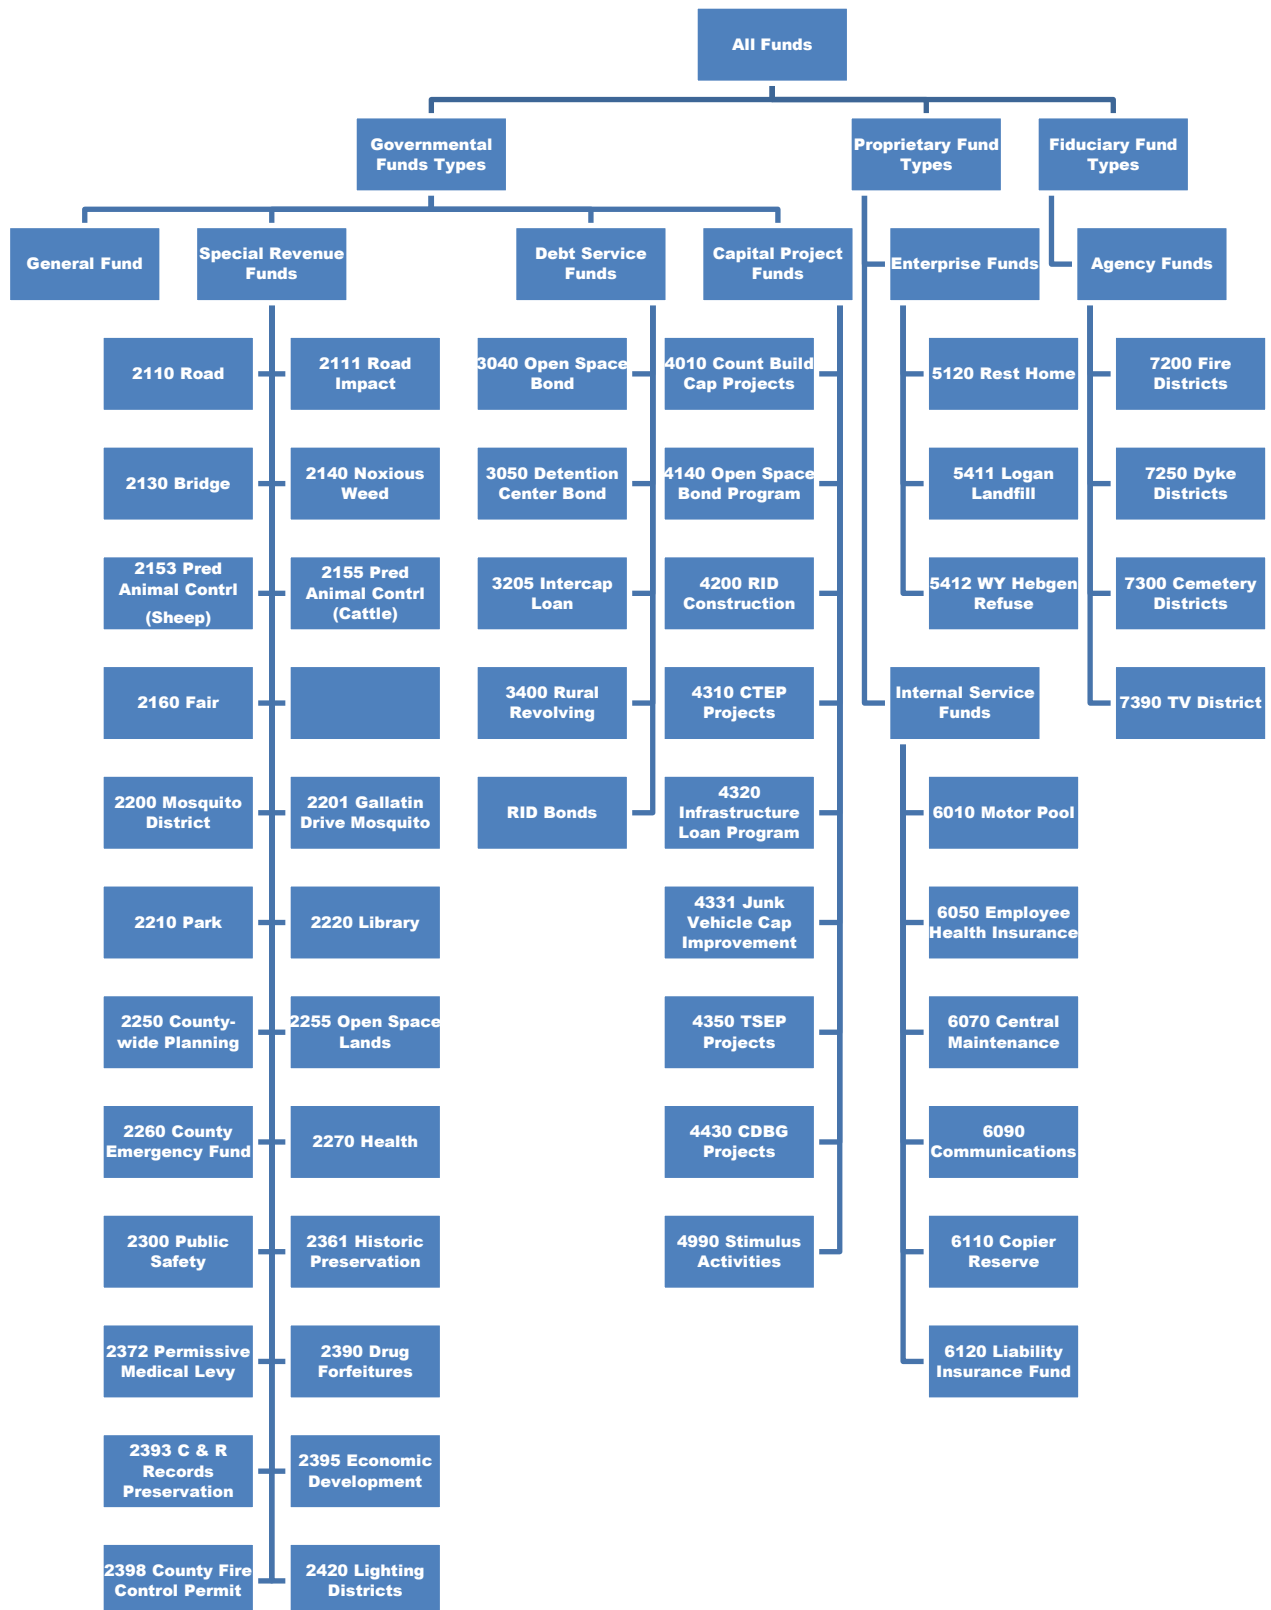 All Funds
Governmental
Funds Types
Proprietary Fund
Types
Fiduciary Fund
Types
General Fund
Special Revenue
Funds
Debt Service
Funds
Capital Project
Funds
Enterprise Funds
Agency Funds
2110 Road
2111 Road
Impact
3040 Open Space
Bond
4010 Count Build
Cap Projects
5120 Rest Home
7200 Fire
Districts
2130 Bridge
2140 Noxious
Weed
3050 Detention
Center Bond
4140 Open Space
Bond Program
5411 Logan
Landfill
7250 Dyke
Districts
2153 Pred
Animal Contrl
(Sheep)
2155 Pred
Animal Contrl
(Cattle)
3205 Intercap
Loan
4200 RID
Construction
5412 WY Hebgen
Refuse
7300 Cemetery
Districts
2160 Fair
3400 Rural
Revolving
4310 CTEP
Projects
Internal Service
Funds
7390 TV District
2200 Mosquito
District
2201 Gallatin
Drive Mosquito
RID Bonds
4320
Infrastructure
Loan Program
6010 Motor Pool
2210 Park
2220 Library
4331 Junk
Vehicle Cap
Improvement
6050 Employee
Health Insurance
2250 County-
wide Planning
2255 Open Space
Lands
4350 TSEP
Projects
6070 Central
Maintenance
2260 County
Emergency Fund
2270 Health
4430 CDBG
Projects
6090
Communications
2300 Public
Safety
2361 Historic
Preservation
4990 Stimulus
Activities
6110 Copier
Reserve
2372 Permissive
Medical Levy
2390 Drug
Forfeitures
6120 Liability
Insurance Fund
2393 C & R
Records
Preservation
2395 Economic
Development
2398 County Fire
Control Permit
2420 Lighting
Districts